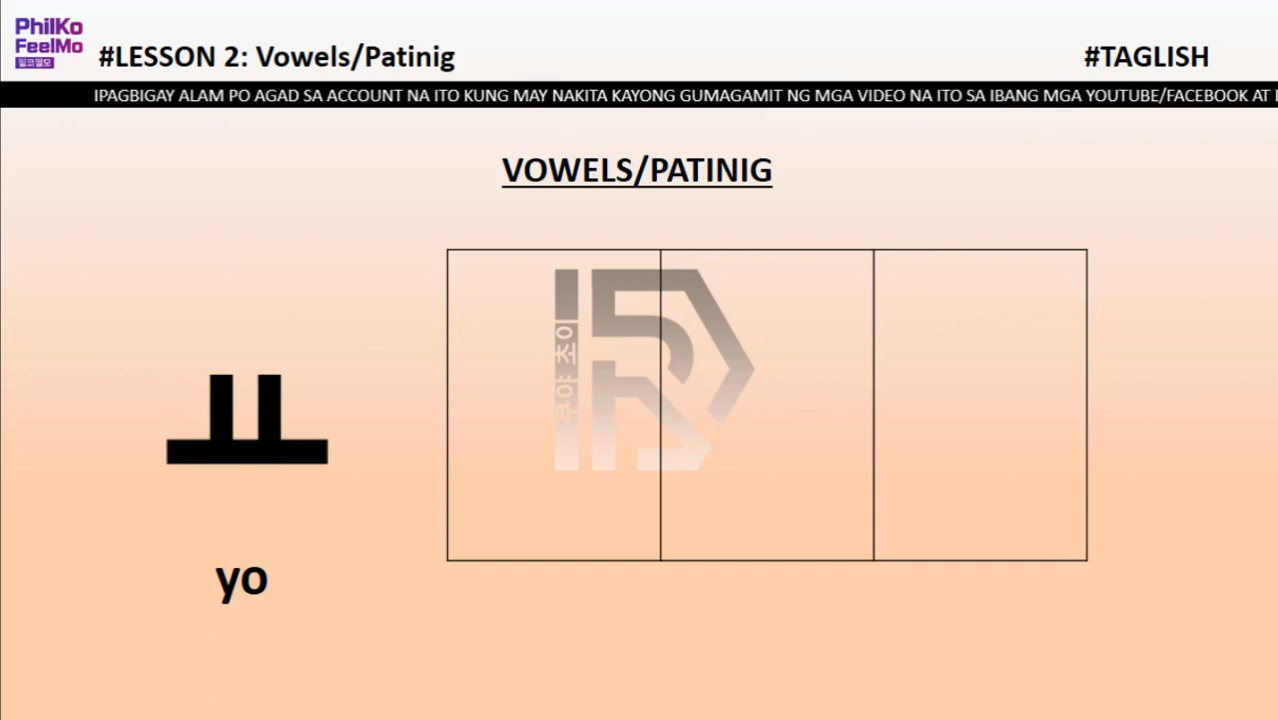 PhilKo
FeelMo
필코필모
#LESSON 2: Vowels/Patinig
#TAGLISH
IPAGBIGAY ALAM PO AGAD SA ACCOUNT NA ITO KUNG MAY NAKITA KAYONG GUMAGAMIT NG MGA VIDEO NA ITO SA IBANG MGA YOUTUBE/FACEBOOK AT
VOWELS/PATINIG
ㅛ
yo